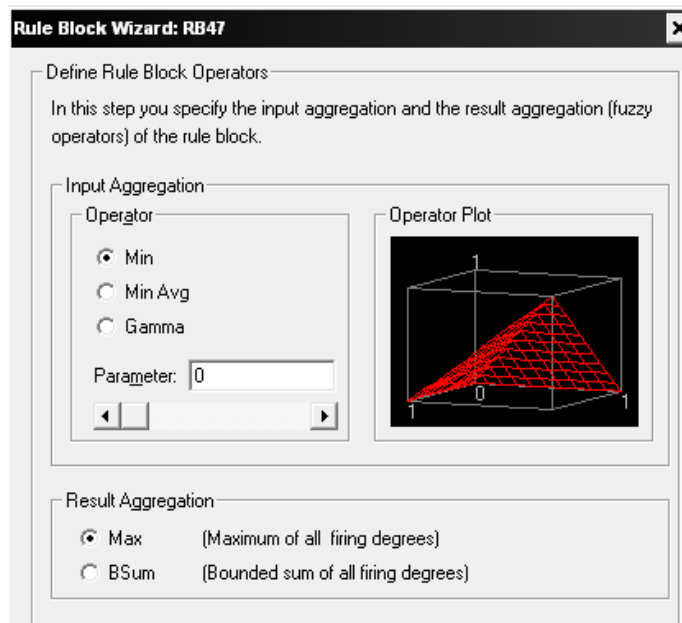 Rule Block Wizard: RB47
Define Rule Block Operators
In this step you specify the input aggregation and the result aggregation (fuzzy
operators) of the rule block.
Input Aggregation
Operator
Min
Min Avg
Gamma
Parameter: 0
Operator Plot
1
1
0
1
Result Aggregation
Max (Maximum of all firing degrees)
BSum (Bounded sum of all firing degrees)